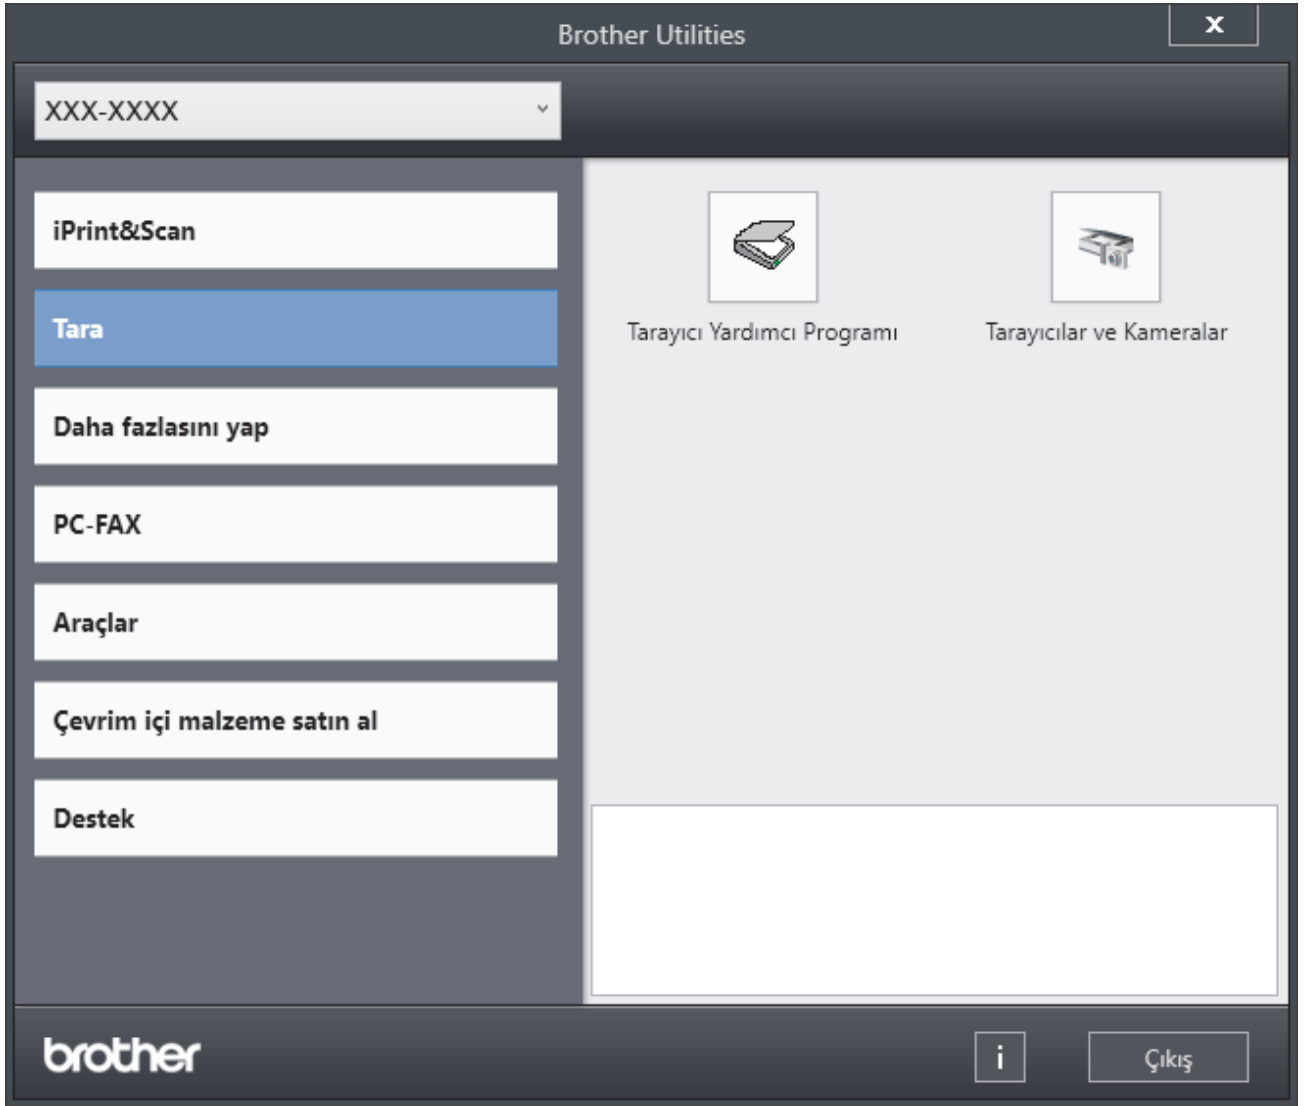 Brother Utilities
X
XXX-XXXX
iPrint&Scan
Tara
Daha fazlasını yap
PC-FAX
Araçlar
Çevrim içi malzeme satın al
Destek
Tarayıcı Yardımcı Programı
Tarayıcılar ve Kameralar
brother
i
Çıkış